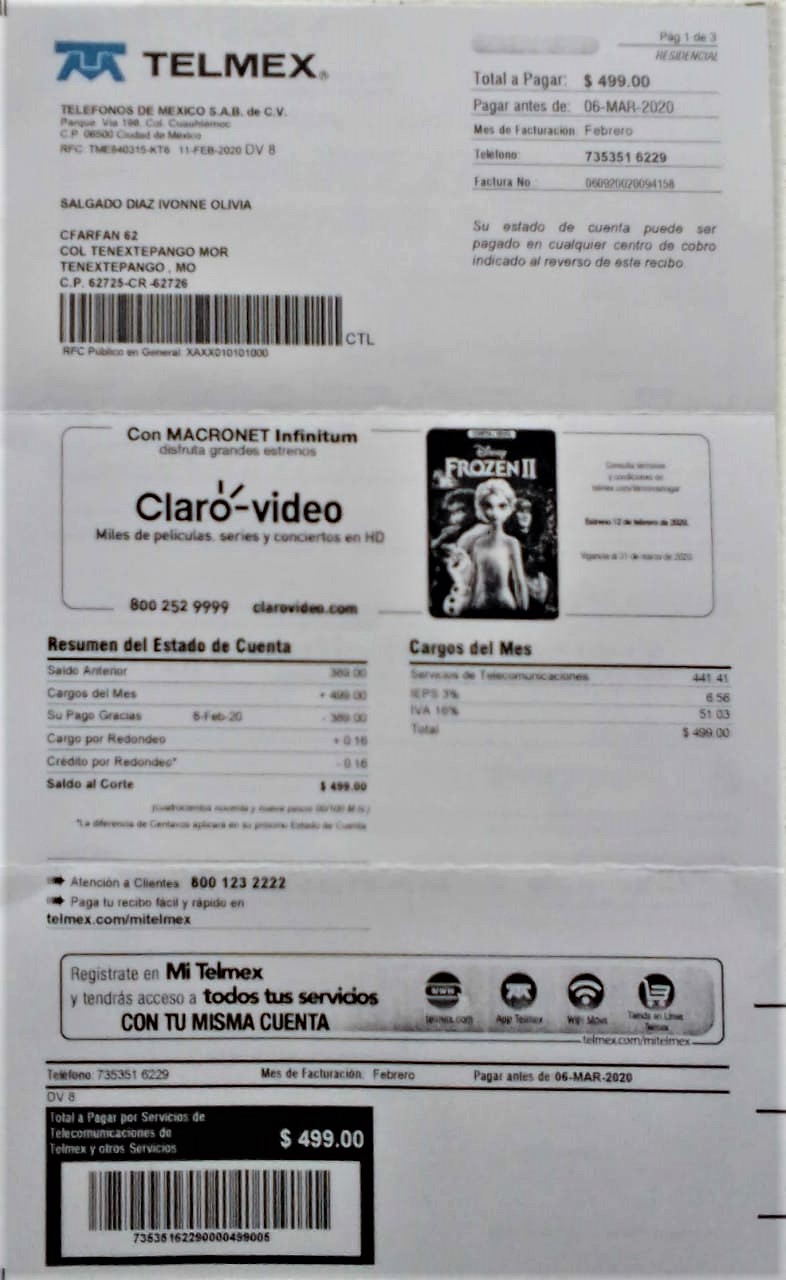 TELMEX
Pág 1 de 3
RESIDENCIAL
Total a Pagar: $ 499.00
Pagar antes de: 06-MAR-2020
Mes de Facturación: Febrero
Teléfono: 735351 6229
Factura No. 060920020094158
TELEFONOS DE MEXICO S.A.B. de C.V.
Parque Vía 198, Col. Cuauhtémoc
C.P. 06500 Ciudad de México
RFC: TME840315-KT6 11-FEB-2020 DV 8
SALGADO DIAZ IVONNE OLIVIA
CFARFAN 62
COL TENEXTEPANGO MOR
TENEXTEPANGO , MO
C.P. 62725-CR -62726
CTL
RFC Público en General: XAXX010101000
Su estado de cuenta puede ser
pagado en cualquier centro de cobro
indicado al reverso de este recibo.
Con MACRONET Infinitum
disfruta grandes estrenos
Claro-video
Miles de películas, series y conciertos en HD
800 252 9999 clarovideo.com
Disney
FROZEN II
Consulta términos
y condiciones en
Estreno 12 de febrero de 2020.
Vigencia al 31 de marzo de 2020.
Resumen del Estado de Cuenta
Saldo Anterior 389.00
Cargos del Mes + 499.00
Su Pago Gracias 6-Feb-20 - 389.00
Cargo por Redondeo + 0.16
Crédito por Redondeo* - 0.16
Saldo al Corte $ 499.00
(cuatrocientos noventa y nueve pesos 00/100 M.N.)
*La diferencia de Centavos aplicará en su próximo Estado de Cuenta
Cargos del Mes
Servicios de Telecomunicaciones 441.41
IEPS 3% 6.56
IVA 16% 51.03
Total $ 499.00
Atención a Clientes 800 123 2222
Paga tu recibo fácil y rápido en
telmex.com/mitelmex
Regístrate en Mi Telmex
y tendrás acceso a todos tus servicios
CON TU MISMA CUENTA
www
telmex.com
App Telmex
WiFi Móvil
Tienda en Línea
Telmex
telmex.com/mitelmex
Teléfono: 735351 6229 Mes de Facturación: Febrero Pagar antes de 06-MAR-2020
DV 8
Total a Pagar por Servicios de
Telecomunicaciones de
Telmex y otros Servicios
$ 499.00
73535162290000499005